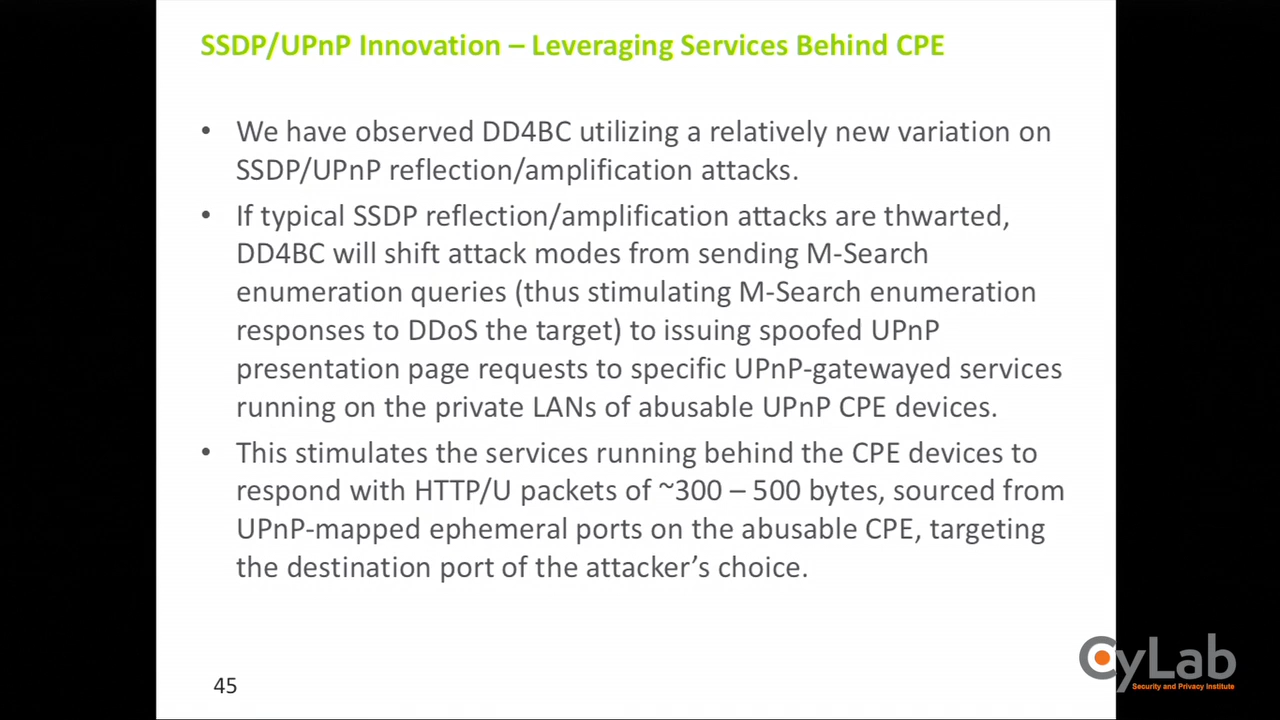 SSDP/UPnP Innovation – Leveraging Services Behind CPE
• We have observed DD4BC utilizing a relatively new variation on
SSDP/UPnP reflection/amplification attacks.
• If typical SSDP reflection/amplification attacks are thwarted,
DD4BC will shift attack modes from sending M-Search
enumeration queries (thus stimulating M-Search enumeration
responses to DDoS the target) to issuing spoofed UPnP
presentation page requests to specific UPnP-gatewayed services
running on the private LANs of abusable UPnP CPE devices.
• This stimulates the services running behind the CPE devices to
respond with HTTP/U packets of ~300 – 500 bytes, sourced from
UPnP-mapped ephemeral ports on the abusable CPE, targeting
the destination port of the attacker’s choice.
45
CyLab
Security and Privacy Institute